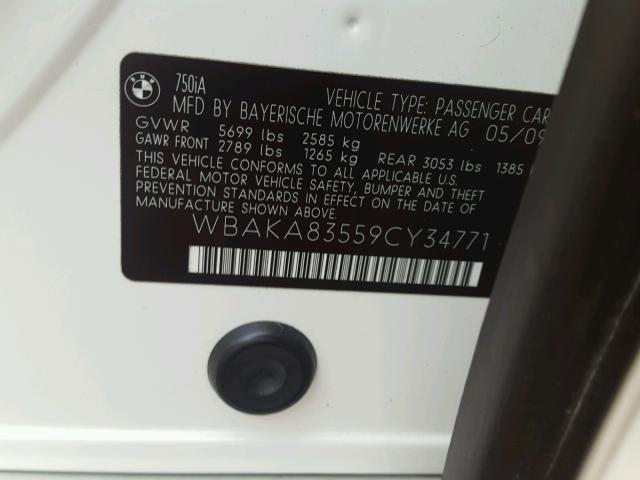 BMW
750iA
VEHICLE TYPE: PASSENGER CAR
MFD BY BAYERISCHE MOTORENWERKE AG 05/09
GVWR 5699 lbs 2585 kg
GAWR FRONT 2789 lbs 1265 kg REAR 3053 lbs 1385
THIS VEHICLE CONFORMS TO ALL APPLICABLE U.S.
FEDERAL MOTOR VEHICLE SAFETY, BUMPER AND THEFT
PREVENTION STANDARDS IN EFFECT ON THE DATE OF
MANUFACTURE SHOWN ABOVE.
WBAKA83559CY34771